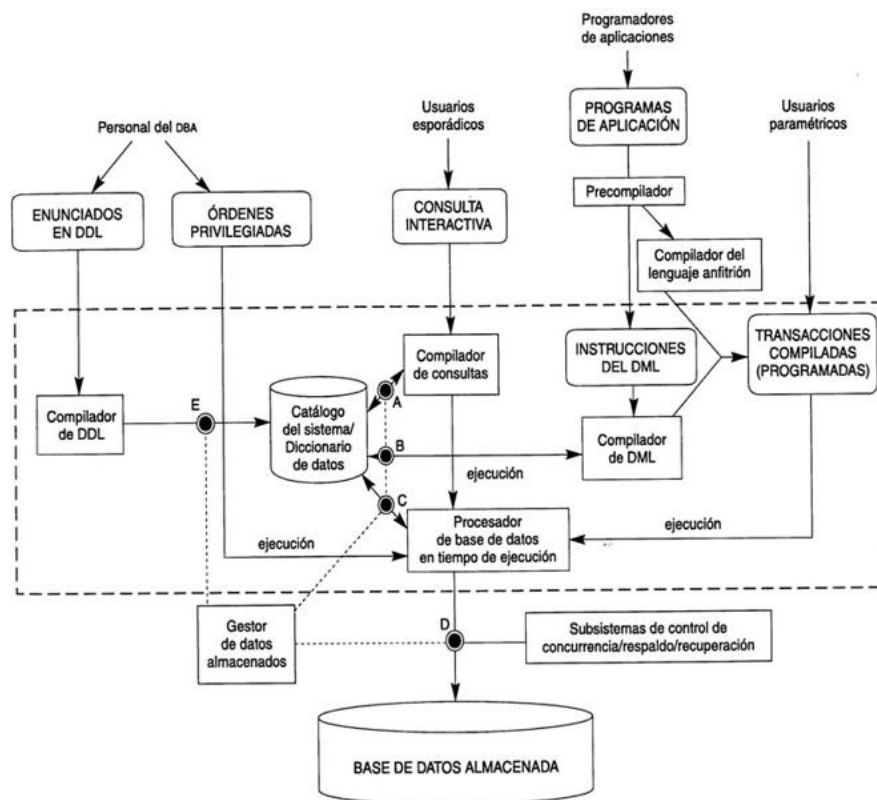 Programadores
de aplicaciones
Usuarios
esporádicos
PROGRAMAS
DE APLICACIÓN
Usuarios
paramétricos
Personal del DBA
Precompilador
ENUNCIADOS
EN DDL
ÓRDENES
PRIVILEGIADAS
CONSULTA
INTERACTIVA
Compilador del
lenguaje anfitrión
Compilador
de consultas
INSTRUCCIONES
DEL DML
TRANSACCIONES
COMPILADAS
(PROGRAMADAS)
Compilador
de DDL
E
Catálogo
del sistema/
Diccionario
de datos
A
B
C
Compilador
de DML
ejecución
ejecución
Procesador
de base de datos
en tiempo de ejecución
ejecución
Gestor
de datos
almacenados
D
Subsistemas de control de
concurrencia/respaldo/recuperación
BASE DE DATOS ALMACENADA